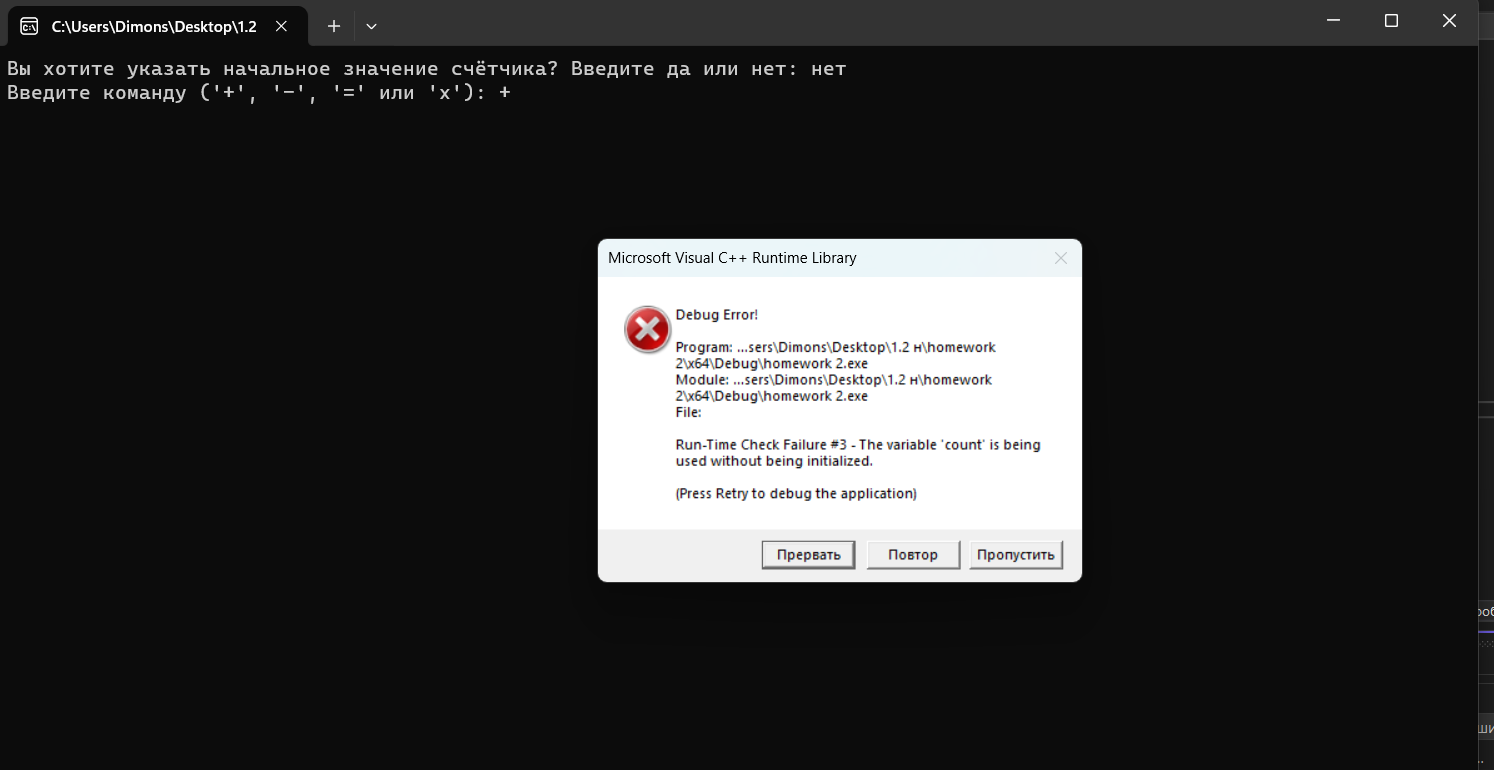 C:\Users\Dimons\Desktop\1.2
Вы хотите указать начальное значение счётчика? Введите да или нет: нет
Введите команду ('+', '-', '=' или 'x'): +
Microsoft Visual C++ Runtime Library
Debug Error!
Program: ...sers\Dimons\Desktop\1.2 н\homework
2\x64\Debug\homework 2.exe
Module: ...sers\Dimons\Desktop\1.2 н\homework
2\x64\Debug\homework 2.exe
File:
Run-Time Check Failure #3 - The variable 'count' is being
used without being initialized.
(Press Retry to debug the application)
Прервать
Повтор
Пропустить